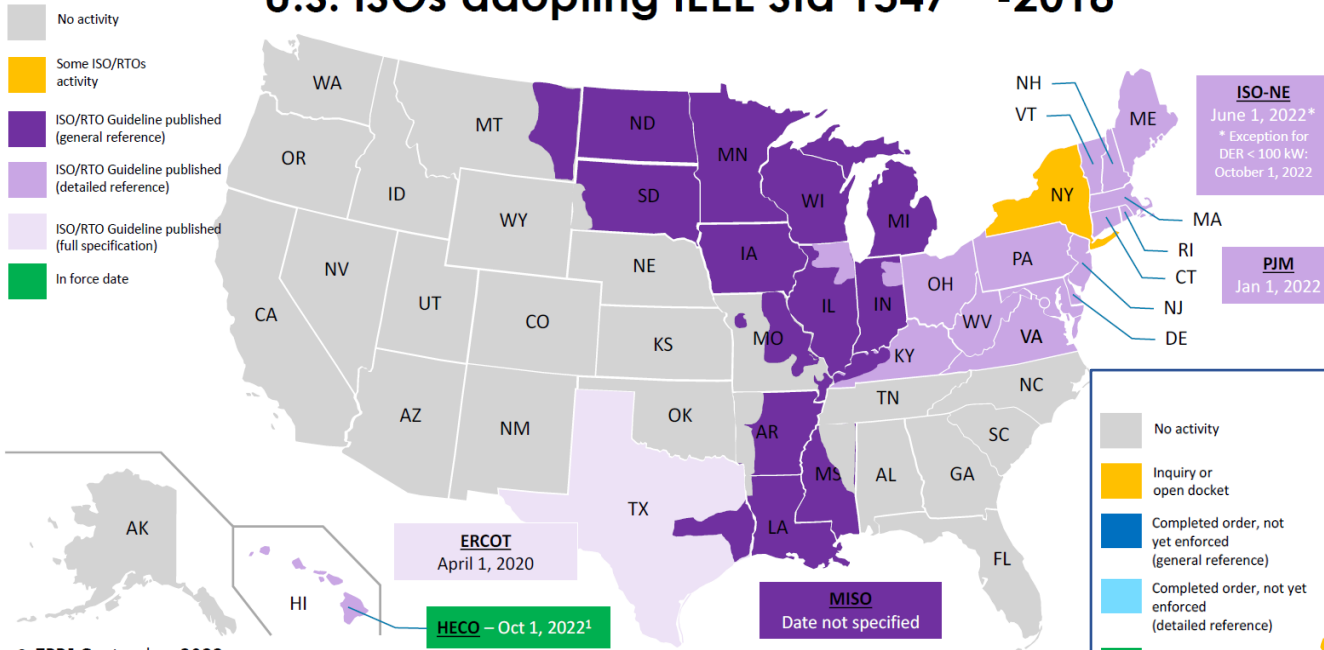 U.S. ISOs adopting IEEE Std 1547 -2018
No activity
Some ISO/RTOs
activity
ISO/RTO Guideline published
(general reference)
ISO/RTO Guideline published
(detailed reference)
ISO/RTO Guideline published
(full specification)
In force date
WA
OR
CA
ID
NV
MT
WY
UT
AZ
CO
NM
ND
SD
NE
KS
OK
TX
MN
IA
MO
AR
LA
WI
IL
MS
MI
IN
OH
KY
TN
AL
GA
FL
SC
NC
VA
WV
PA
NY
ME
NH
VT
MA
RI
CT
NJ
DE
AK
HI
ISO-NE
June 1, 2022*
* Exception for
DER < 100 kW:
October 1, 2022
PJM
Jan 1, 2022
ERCOT
April 1, 2020
HECO – Oct 1, 2022¹
MISO
Date not specified
No activity
Inquiry or
open docket
Completed order, not
yet enforced
(general reference)
Completed order, not yet
enforced
(detailed reference)